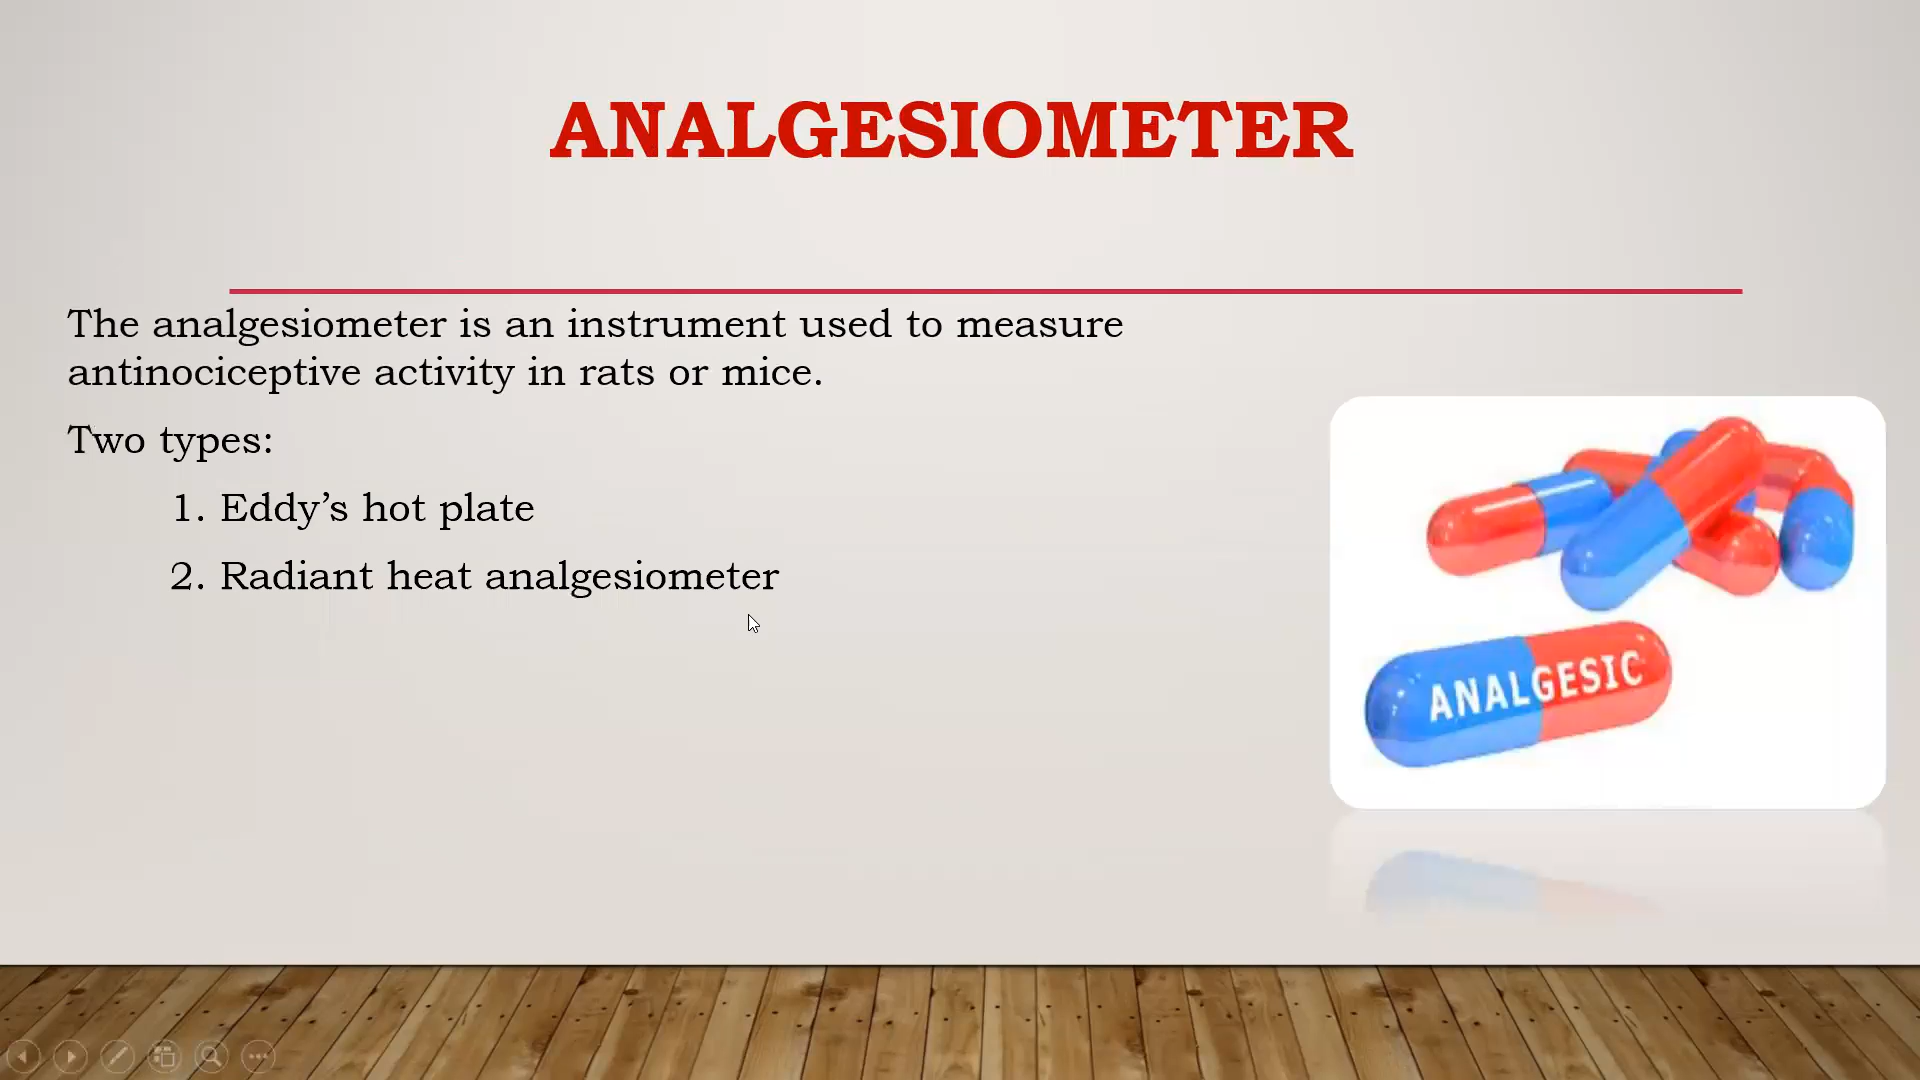 ANALGESIOMETER
The analgesiometer is an instrument used to measure
antinociceptive activity in rats or mice.
Two types:
1. Eddy’s hot plate
2. Radiant heat analgesiometer
ANALGESIC